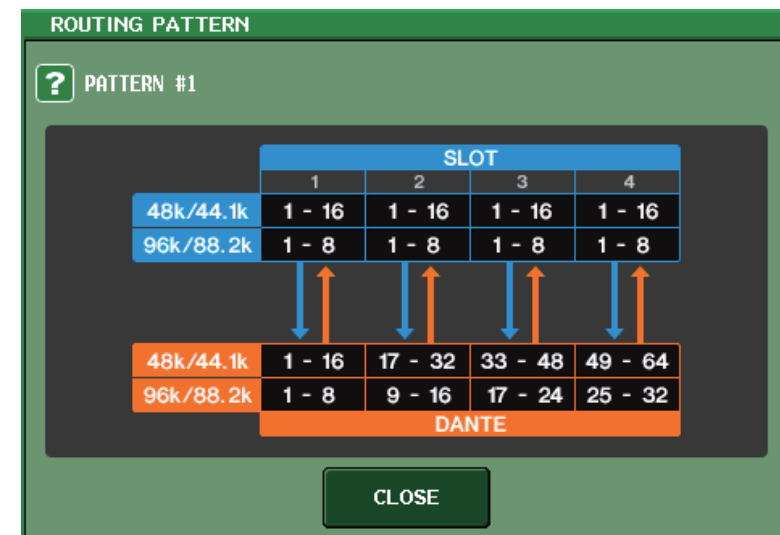 ROUTING PATTERN
? PATTERN #1
SLOT
1 2 3 4
48k/44.1k 1 - 16 1 - 16 1 - 16 1 - 16
96k/88.2k 1 - 8 1 - 8 1 - 8 1 - 8
48k/44.1k 1 - 16 17 - 32 33 - 48 49 - 64
96k/88.2k 1 - 8 9 - 16 17 - 24 25 - 32
DANTE
CLOSE